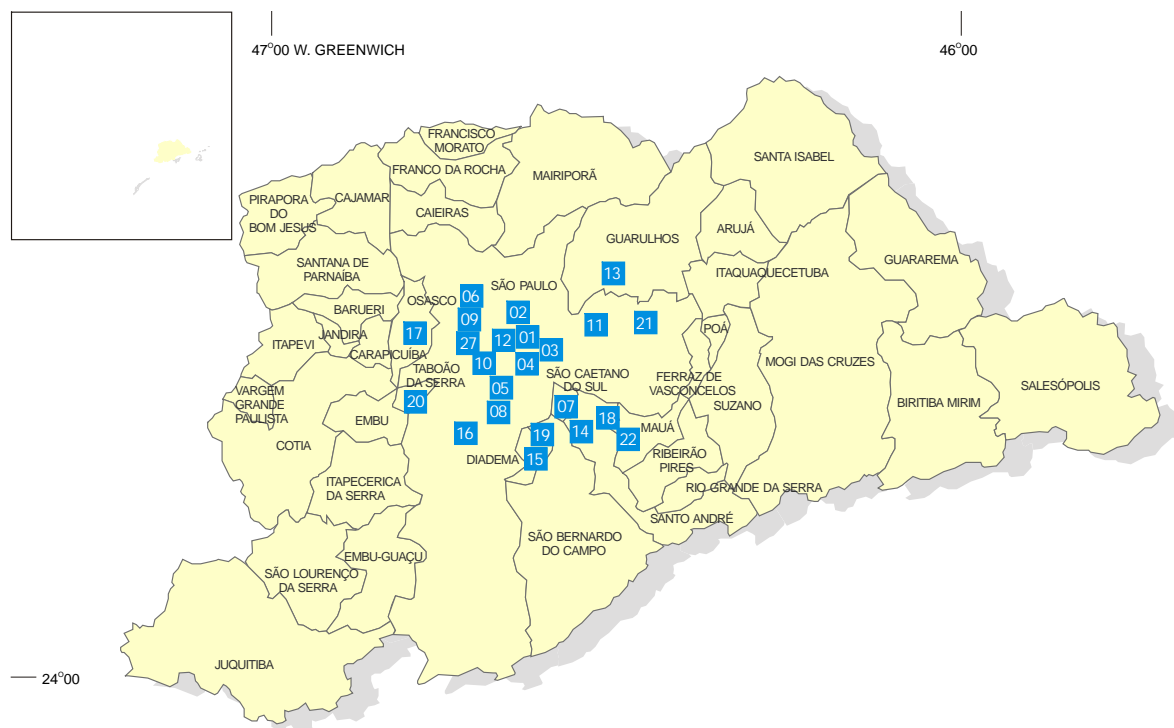 47°00 W. GREENWICH
46°00
FRANCISCO
MORATO
FRANCO DA ROCHA
MAIRIPORÃ
SANTA ISABEL
PIRAPORA
DO
BOM JESUS
CAJAMAR
CAIEIRAS
GUARULHOS
ARUJÁ
SANTANA DE
PARNAÍBA
13
ITAQUAQUECETUBA
GUARAREMA
SÃO PAULO
06
OSASCO
BARUERI
02
09
11
21
17
JANDIRA
ITAPEVI
01
12
27
POÁ
03
CARAPICUÍBA
10
04
MOGI DAS CRUZES
TABOÃO
DA SERRA
SÃO CAETANO
DO SUL
FERRAZ DE
VASCONCELOS
SALESÓPOLIS
05
VARGEM
GRANDE
PAULISTA
20
08
07
SUZANO
BIRITIBA MIRIM
EMBU
18
14
MAUÁ
16
19
22
COTIA
DIADEMA
15
RIBEIRÃO
PIRES
ITAPECERICA
DA SERRA
RIO GRANDE DA SERRA
SANTO ANDRÉ
SÃO BERNARDO
DO CAMPO
EMBU-GUAÇU
SÃO LOURENÇO
DA SERRA
JUQUITIBA
24°00